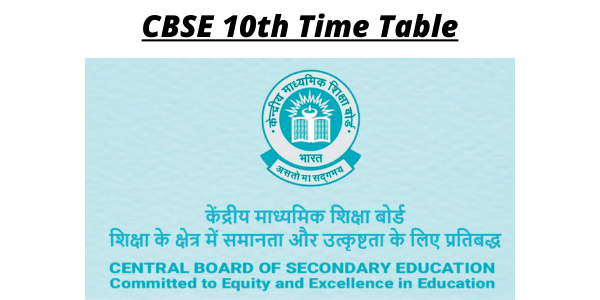 CBSE 10th Time Table
केन्द्रीय माध्यमिक शिक्षा बोर्ड
भारत
असतो मा सद्गमय
केंद्रीय माध्यमिक शिक्षा बोर्ड
शिक्षा के क्षेत्र में समानता और उत्कृष्टता के लिए प्रतिबद्ध
CENTRAL BOARD OF SECONDARY EDUCATION
Committed to Equity and Excellence in Education